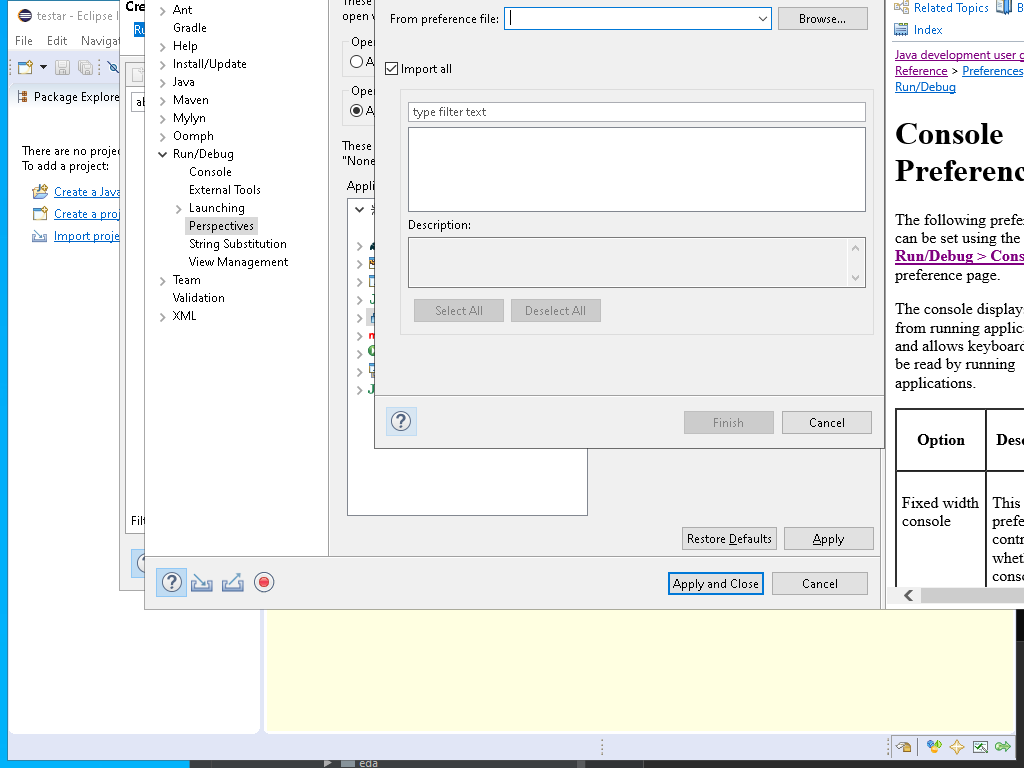 testar - Eclipse I
File Edit Navigat
Package Explore
There are no projec
To add a project:
Create a Java
Create a proj
Import proje
Cre
Ru
Filt
Ant
Gradle
Help
Install/Update
Java
Maven
Mylyn
Oomph
Run/Debug
Console
External Tools
Launching
Perspectives
String Substitution
View Management
Team
Validation
XML
These
open v
Oper
A
Oper
A
These
"None
Appli
Restore Defaults
Apply
Apply and Close
Cancel
From preference file:
Browse...
Import all
type filter text
Description:
Select All
Deselect All
Finish
Cancel
Related Topics
B
Index
Java development user g
Reference > Preferences
Run/Debug
Console
Preferenc
The following prefe
can be set using the
Run/Debug > Cons
preference page.
The console display
from running applica
and allows keyboard
be read by running
applications.
Option
Desc
Fixed width
console
This
prefe
contr
whet
conso
eda